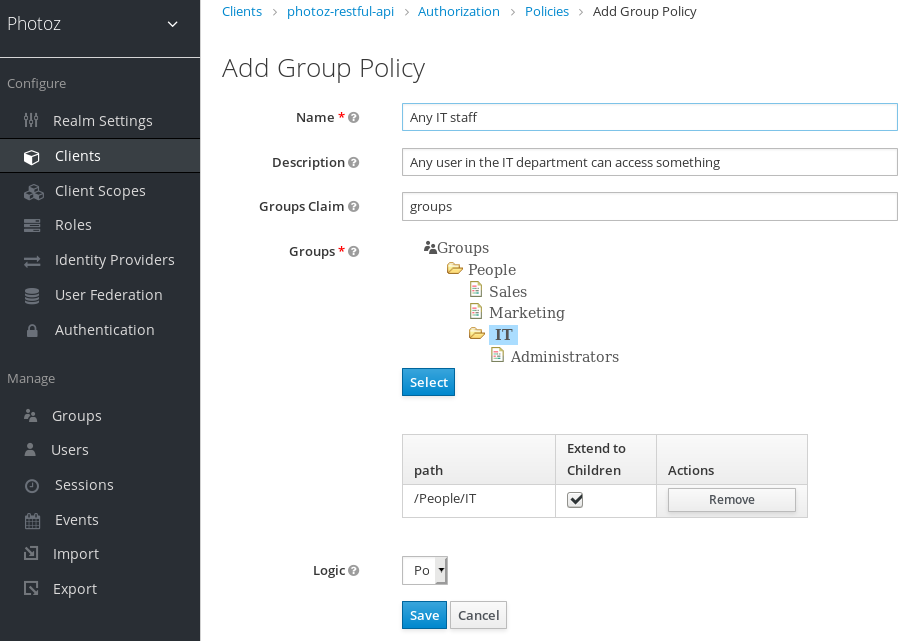 Photoz
Configure
Realm Settings
Clients
Client Scopes
Roles
Identity Providers
User Federation
Authentication
Manage
Groups
Users
Sessions
Events
Import
Export
Clients > photoz-restful-api > Authorization > Policies > Add Group Policy
Add Group Policy
Name * Any IT staff
Description Any user in the IT department can access something
Groups Claim groups
Groups * Groups
People
Sales
Marketing
IT
Administrators
Select
path Extend to Children Actions
/People/IT Remove
Logic Po
Save Cancel